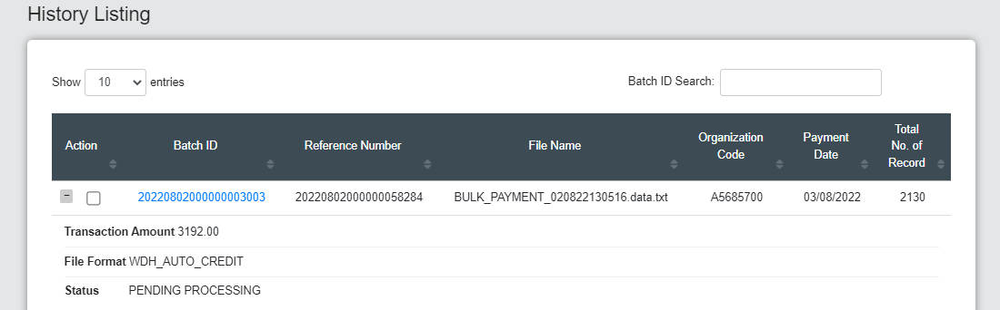 History Listing
Show 10 entries Batch ID Search:
Action Batch ID Reference Number File Name Organization Code Payment Date Total No. of Record
20220802000000003003 20220802000000058284 BULK_PAYMENT_020822130516.data.txt A5685700 03/08/2022 2130
Transaction Amount 3192.00
File Format WDH_AUTO_CREDIT
Status PENDING PROCESSING